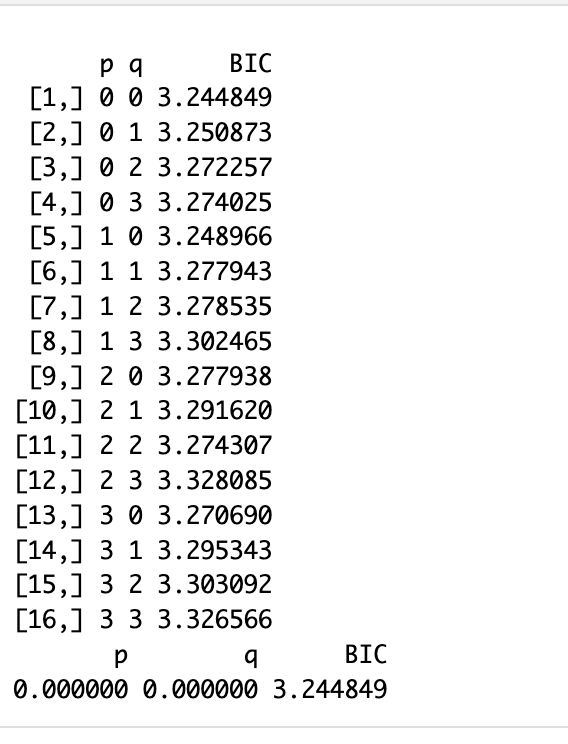 p q BIC
[1,] 0 0 3.244849
[2,] 0 1 3.250873
[3,] 0 2 3.272257
[4,] 0 3 3.274025
[5,] 1 0 3.248966
[6,] 1 1 3.277943
[7,] 1 2 3.278535
[8,] 1 3 3.302465
[9,] 2 0 3.277938
[10,] 2 1 3.291620
[11,] 2 2 3.274307
[12,] 2 3 3.328085
[13,] 3 0 3.270690
[14,] 3 1 3.295343
[15,] 3 2 3.303092
[16,] 3 3 3.326566
p q BIC
0.000000 0.000000 3.244849